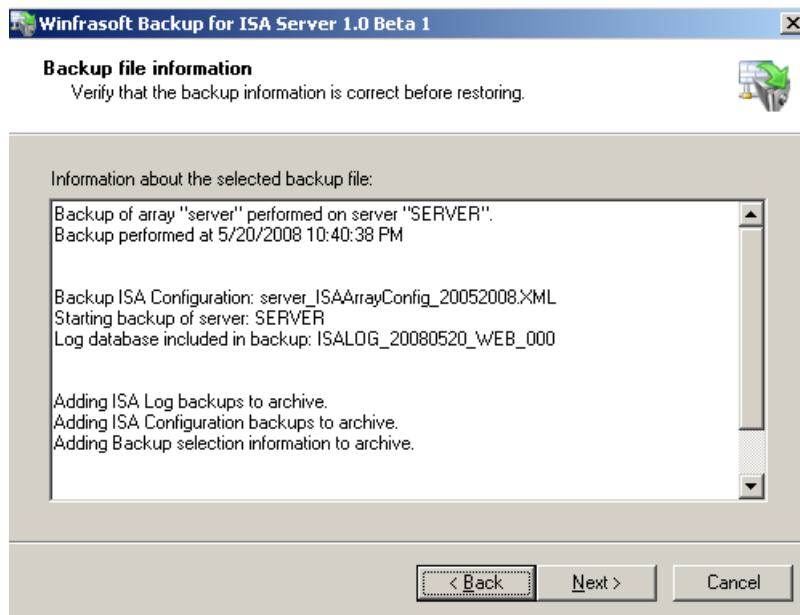 Winfrasoft Backup for ISA Server 1.0 Beta 1
Backup file information
Verify that the backup information is correct before restoring.
Information about the selected backup file:
Backup of array "server" performed on server "SERVER".
Backup performed at 5/20/2008 10:40:38 PM
Backup ISA Configuration: server_ISAArrayConfig_20052008.XML
Starting backup of server: SERVER
Log database included in backup: ISALOG_20080520_WEB_000
Adding ISA Log backups to archive.
Adding ISA Configuration backups to archive.
Adding Backup selection information to archive.
< Back Next > Cancel